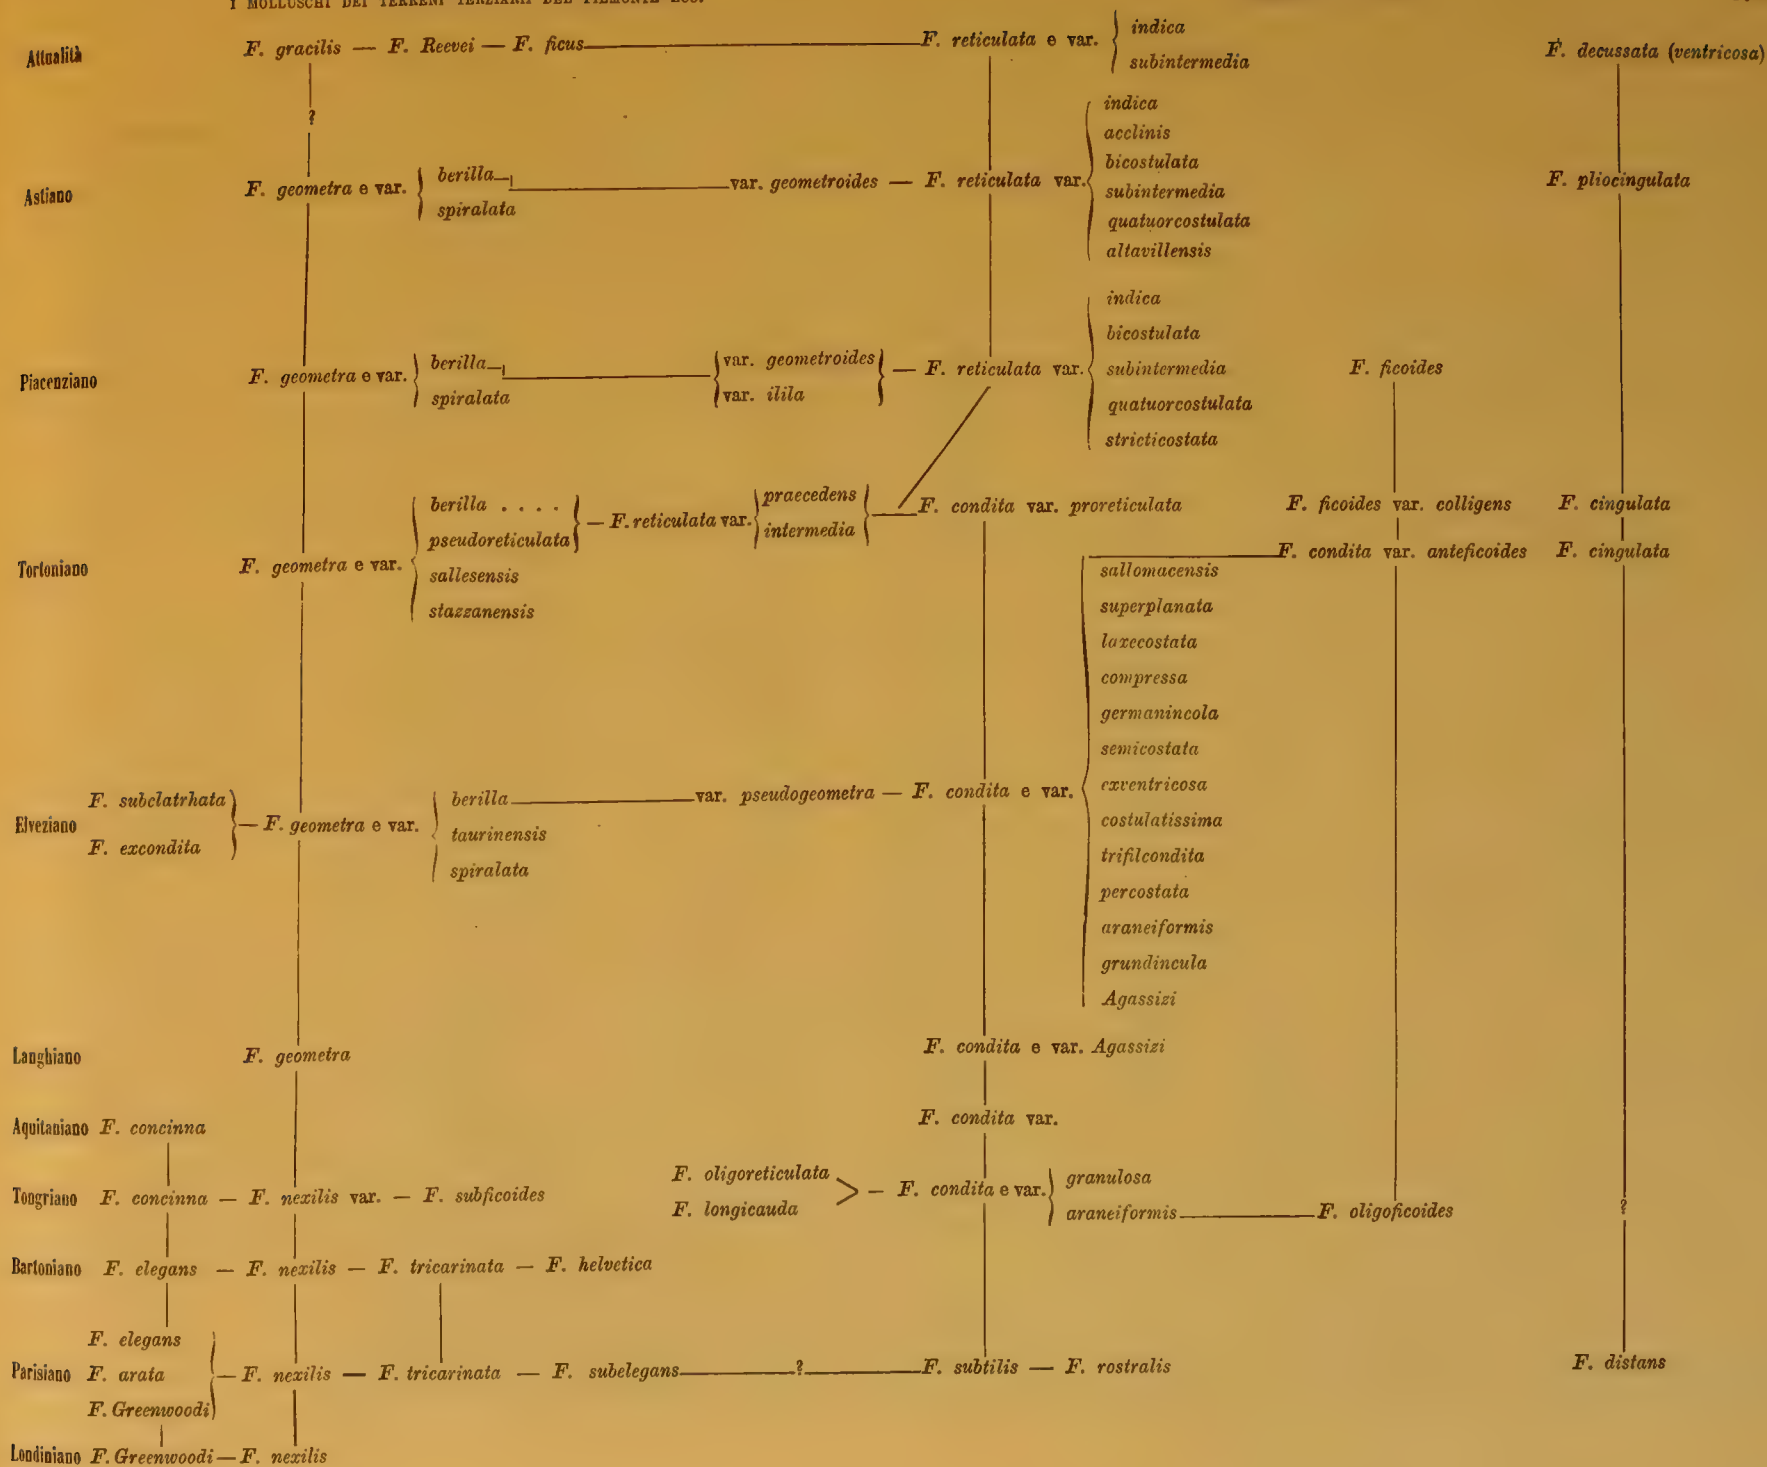 I MOLLUSCHI DEI TERRENI TERZIARII DEL PIEMONTE ECC.
Attualità F. gracilis — F. Reevei — F. ficus — F. reticulata e var. F. decussata (ventricosa)
indica
subintermedia
?
Astiano F. geometra e var. berilla — var. geometroides — F. reticulata var. F. pliocingulata
spiralata
indica
acclinis
bicostulata
subintermedia
quatuorcostulata
altavillensis
Piacenziano F. geometra e var. berilla — var. geometroides — F. reticulata var. F. ficoides
spiralata var. ilila
indica
bicostulata
subintermedia
quatuorcostulata
stricticostata
Tortoniano F. geometra e var.
berilla . . . .
pseudoreticulata
sallesensis
stazzanensis
— F. reticulata var. praecedens
intermedia
— F. condita var. proreticulata F. ficoides var. colligens F. cingulata
F. condita var. anteficoides F. cingulata
sallomacensis
superplanata
laxecostata
compressa
germanincola
semicostata
exventricosa
costulatissima
trifilcondita
percostata
araneiformis
grundincula
Agassizi
Elveziano F. subclatrhata
F. excondita
— F. geometra e var. berilla — var. pseudogeometra — F. condita e var.
taurinensis
spiralata
Langhiano F. geometra F. condita e var. Agassizi
Aquitaniano F. concinna F. condita var.
Tongriano F. concinna — F. nexilis var. — F. subficoides
F. oligoreticulata
F. longicauda
> — F. condita e var. granulosa
araneiformis — F. oligoficoides
?
Bartoniano F. elegans — F. nexilis — F. tricarinata — F. helvetica
Parisiano F. elegans
F. arata
F. Greenwoodi
— F. nexilis — F. tricarinata — F. subelegans — ? — F. subtilis — F. rostralis F. distans
Londiniano F. Greenwoodi — F. nexilis